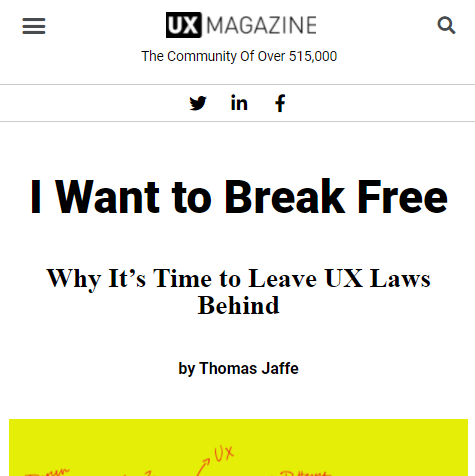 UX MAGAZINE
The Community Of Over 515,000
I Want to Break Free
Why It’s Time to Leave UX Laws
Behind
by Thomas Jaffe
UX